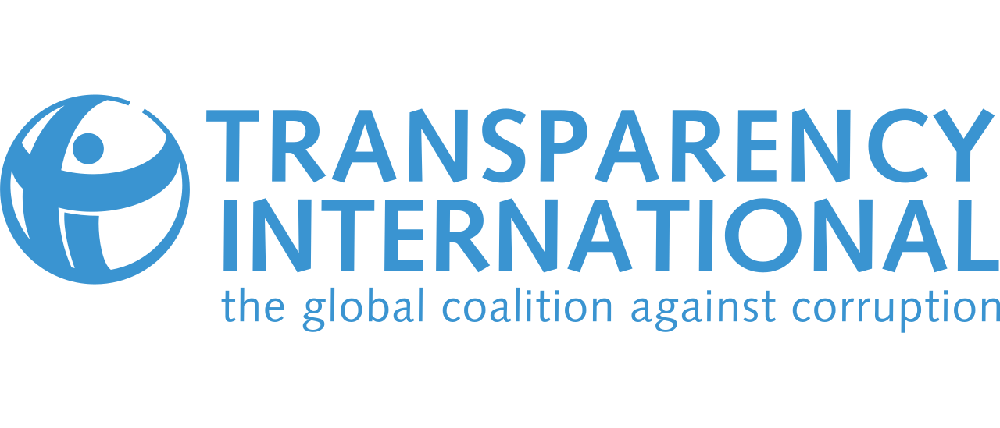 TRANSPARENCY
INTERNATIONAL
the global coalition against corruption